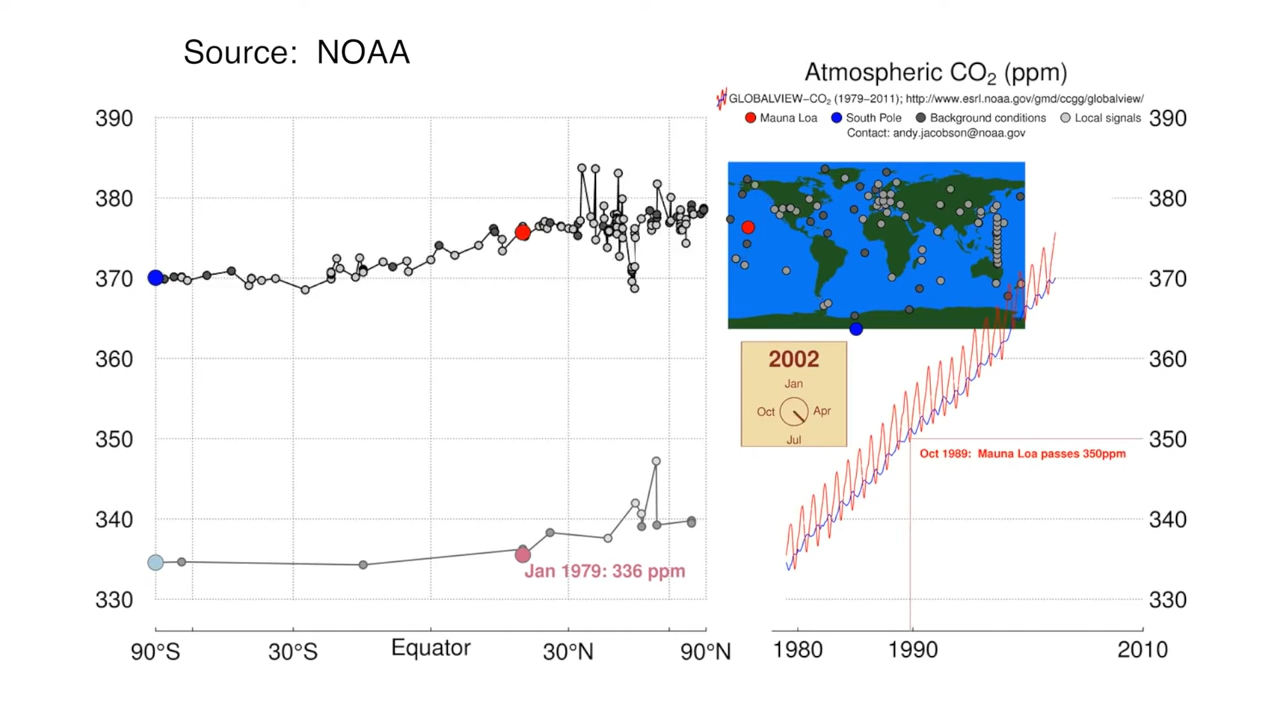 Source:  NOAA
Atmospheric CO₂ (ppm)
GLOBALVIEW−CO₂ (1979−2011); http://www.esrl.noaa.gov/gmd/ccgg/globalview/
Mauna Loa South Pole Background conditions Local signals
Contact: andy.jacobson@noaa.gov
390
380
370
360
350
340
330
90°S 30°S Equator 30°N 90°N
Jan 1979: 336 ppm
2002
Jan
Oct Apr
Jul
Oct 1989:  Mauna Loa passes 350ppm
390
380
370
360
350
340
330
1980 1990 2010